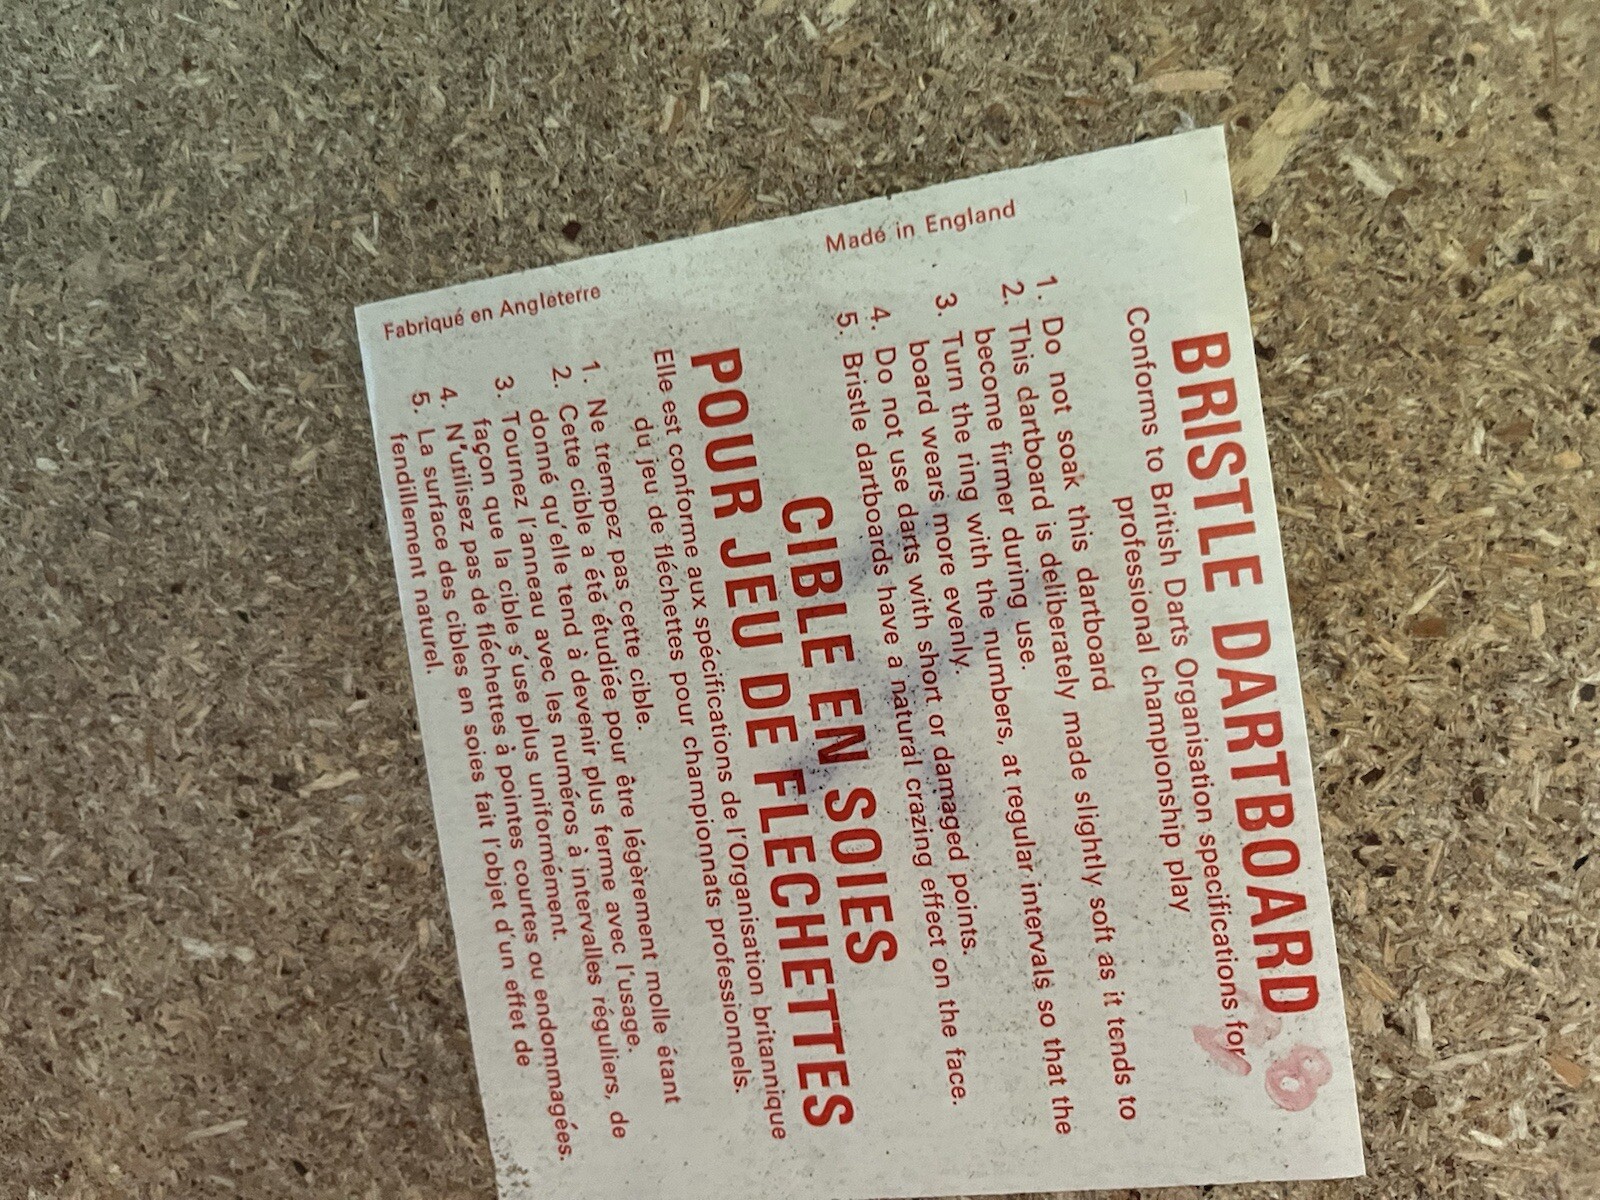 BRISTLE DARTBOARD
Conforms to British Darts Organisation specifications for
professional championship play
1. Do not soak this dartboard
2. This dartboard is deliberately made slightly soft as it tends to
become firmer during use.
3. Turn the ring with the numbers, at regular intervals so that the
board wears more evenly.
4. Do not use darts with short or damaged points.
5. Bristle dartboards have a natural crazing effect on the face.
CIBLE EN SOIES
POUR JEU DE FLECHETTES
Elle est conforme aux spécifications de l'Organisation britannique
du jeu de fléchettes pour championnats professionnels.
1. Ne trempez pas cette cible.
2. Cette cible a été étudiée pour être légèrement molle étant
donné qu'elle tend à devenir plus ferme avec l'usage.
3. Tournez l'anneau avec les numéros à intervalles réguliers, de
façon que la cible s'use plus uniformément.
4. N'utilisez pas de fléchettes à pointes courtes ou endommagées.
5. La surface des cibles en soies fait l'objet d'un effet de
fendillement naturel.
Made in England
Fabriqué en Angleterre